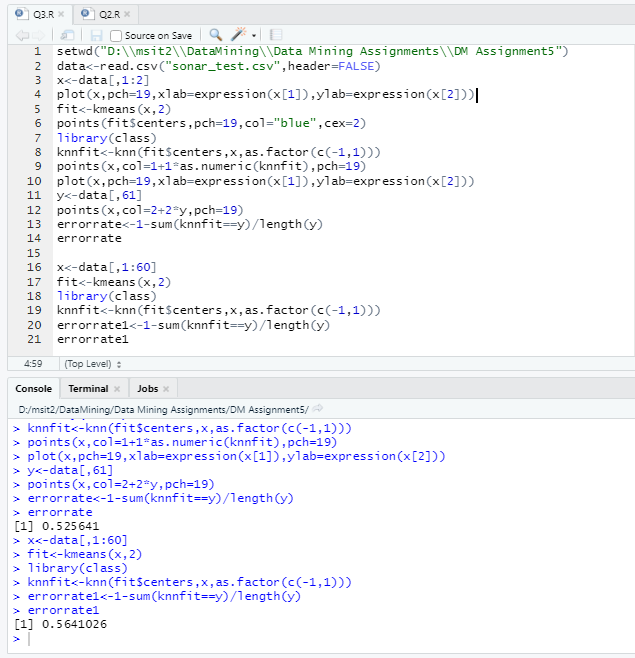 Q3.R Q2.R
Source on Save
1 setwd("D:\\msit2\\DataMining\\Data Mining Assignments\\DM Assignment5")
2 data<-read.csv("sonar_test.csv",header=FALSE)
3 x<-data[,1:2]
4 plot(x,pch=19,xlab=expression(x[1]),ylab=expression(x[2]))
5 fit<-kmeans(x,2)
6 points(fit$centers,pch=19,col="blue",cex=2)
7 library(class)
8 knnfit<-knn(fit$centers,x,as.factor(c(-1,1)))
9 points(x,col=1+1*as.numeric(knnfit),pch=19)
10 plot(x,pch=19,xlab=expression(x[1]),ylab=expression(x[2]))
11 y<-data[,61]
12 points(x,col=2+2*y,pch=19)
13 errorrate<-1-sum(knnfit==y)/length(y)
14 errorrate
15
16 x<-data[,1:60]
17 fit<-kmeans(x,2)
18 library(class)
19 knnfit<-knn(fit$centers,x,as.factor(c(-1,1)))
20 errorrate1<-1-sum(knnfit==y)/length(y)
21 errorrate1
4:59 (Top Level)
Console Terminal Jobs
D:/msit2/DataMining/Data Mining Assignments/DM Assignment5/
> knnfit<-knn(fit$centers,x,as.factor(c(-1,1)))
> points(x,col=1+1*as.numeric(knnfit),pch=19)
> plot(x,pch=19,xlab=expression(x[1]),ylab=expression(x[2]))
> y<-data[,61]
> points(x,col=2+2*y,pch=19)
> errorrate<-1-sum(knnfit==y)/length(y)
> errorrate
[1] 0.525641
> x<-data[,1:60]
> fit<-kmeans(x,2)
> library(class)
> knnfit<-knn(fit$centers,x,as.factor(c(-1,1)))
> errorrate1<-1-sum(knnfit==y)/length(y)
> errorrate1
[1] 0.5641026
>